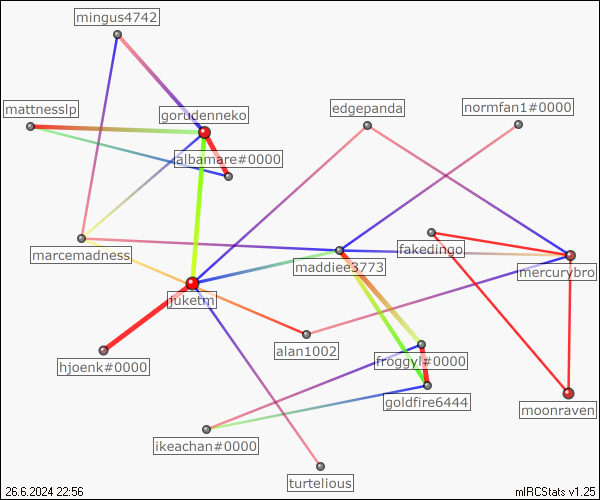 mingus4742
mattnesslp
gorudenneko
edgepanda
normfan1#0000
albamare#0000
marcemadness
fakedingo
maddiee3773
mercurybro
juketm
alan1002
froggyl#0000
hjoenk#0000
goldfire6444
moonraven
ikeachan#0000
turtelious
26.6.2024 22:56
mIRCStats v1.25